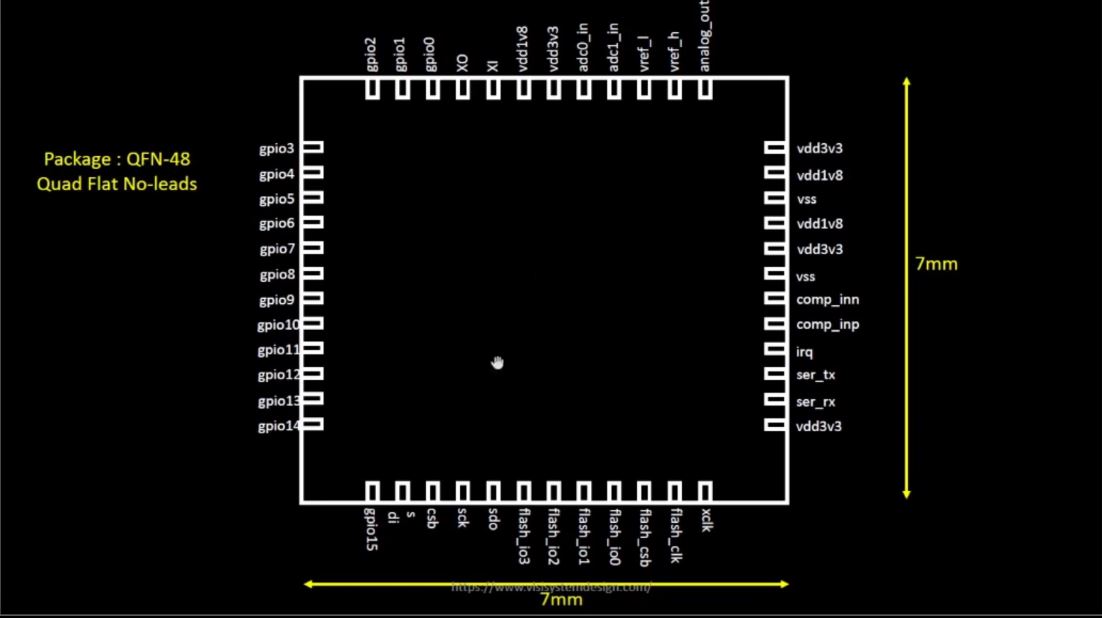 gpio2
gpio1
gpio0
XO
XI
vdd1v8
vdd3v3
adc0_in
adc1_in
vref_l
vref_h
analog_out
Package : QFN-48
Quad Flat No-leads
gpio3
gpio4
gpio5
gpio6
gpio7
gpio8
gpio9
gpio10
gpio11
gpio12
gpio13
gpio14
vdd3v3
vdd1v8
vss
vdd1v8
vdd3v3
vss
comp_inn
comp_inp
irq
ser_tx
ser_rx
vdd3v3
7mm
gpio15
di
s
csb
sck
sdo
flash_io3
flash_io2
flash_io1
flash_io0
flash_csb
flash_clk
xclk
https://www.vlsisystemdesign.com/
7mm